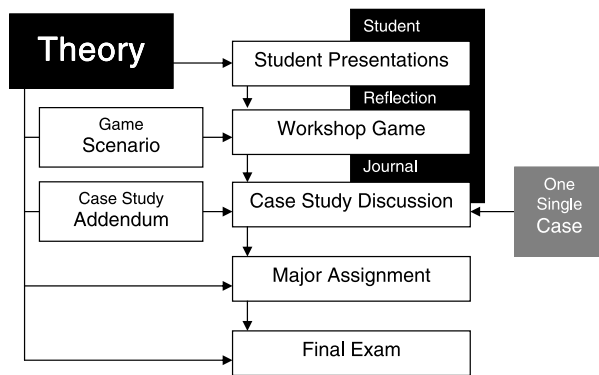 Student
Theory
Student Presentations
Reflection
Game
Scenario
Workshop Game
Journal
Case Study
Addendum
Case Study Discussion
One
Single
Case
Major Assignment
Final Exam